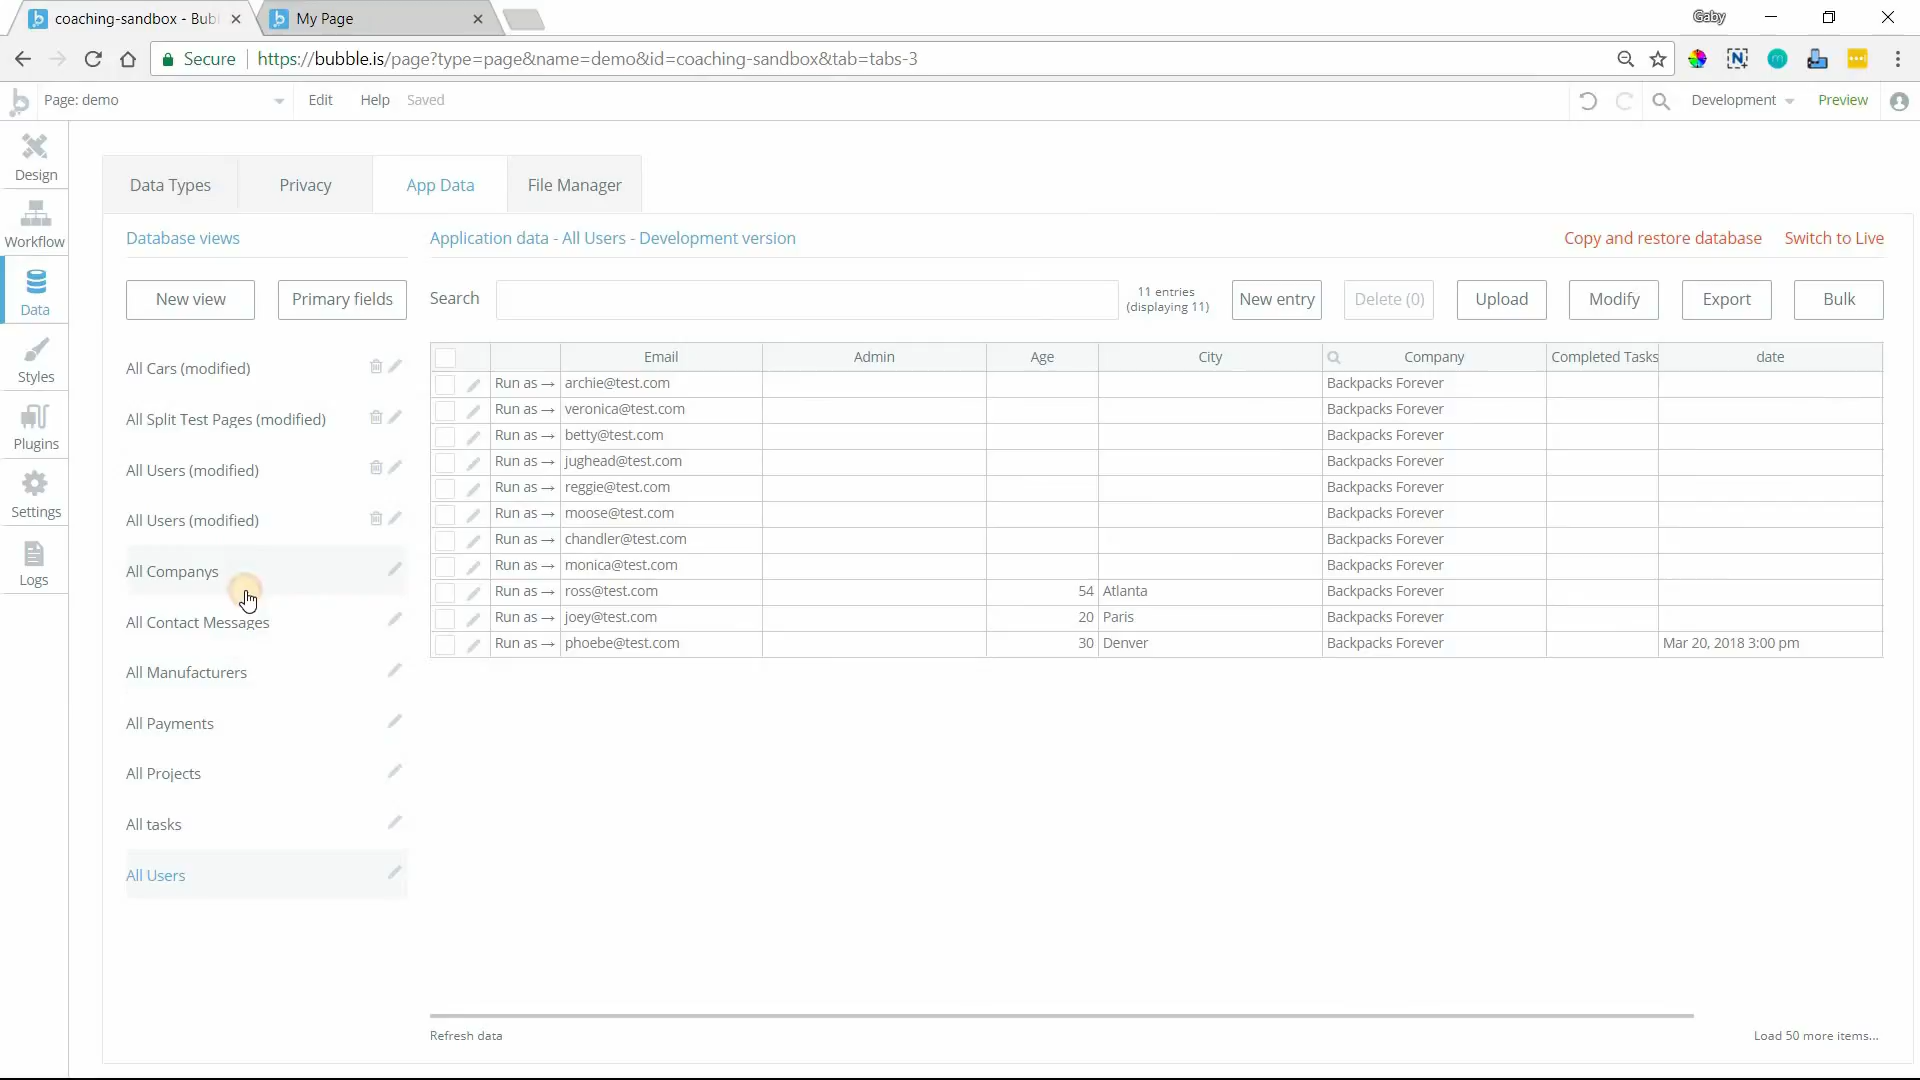 coaching-sandbox - Bub
My Page
Gaby
Secure
https://bubble.is/page?type=page&name=demo&id=coaching-sandbox&tab=tabs-3
Page: demo
Edit
Help
Saved
Development
Preview
Design
Workflow
Data
Styles
Plugins
Settings
Logs
Data Types
Privacy
App Data
File Manager
Database views
Application data - All Users - Development version
Copy and restore database
Switch to Live
New view
Primary fields
Search
11 entries
(displaying 11)
New entry
Delete (0)
Upload
Modify
Export
Bulk
All Cars (modified)
All Split Test Pages (modified)
All Users (modified)
All Users (modified)
All Companys
All Contact Messages
All Manufacturers
All Payments
All Projects
All tasks
All Users
Email Admin Age City Company Completed Tasks date
Run as → archie@test.com Backpacks Forever
Run as → veronica@test.com Backpacks Forever
Run as → betty@test.com Backpacks Forever
Run as → jughead@test.com Backpacks Forever
Run as → reggie@test.com Backpacks Forever
Run as → moose@test.com Backpacks Forever
Run as → chandler@test.com Backpacks Forever
Run as → monica@test.com Backpacks Forever
Run as → ross@test.com 54 Atlanta Backpacks Forever
Run as → joey@test.com 20 Paris Backpacks Forever
Run as → phoebe@test.com 30 Denver Backpacks Forever Mar 20, 2018 3:00 pm
Refresh data
Load 50 more items...